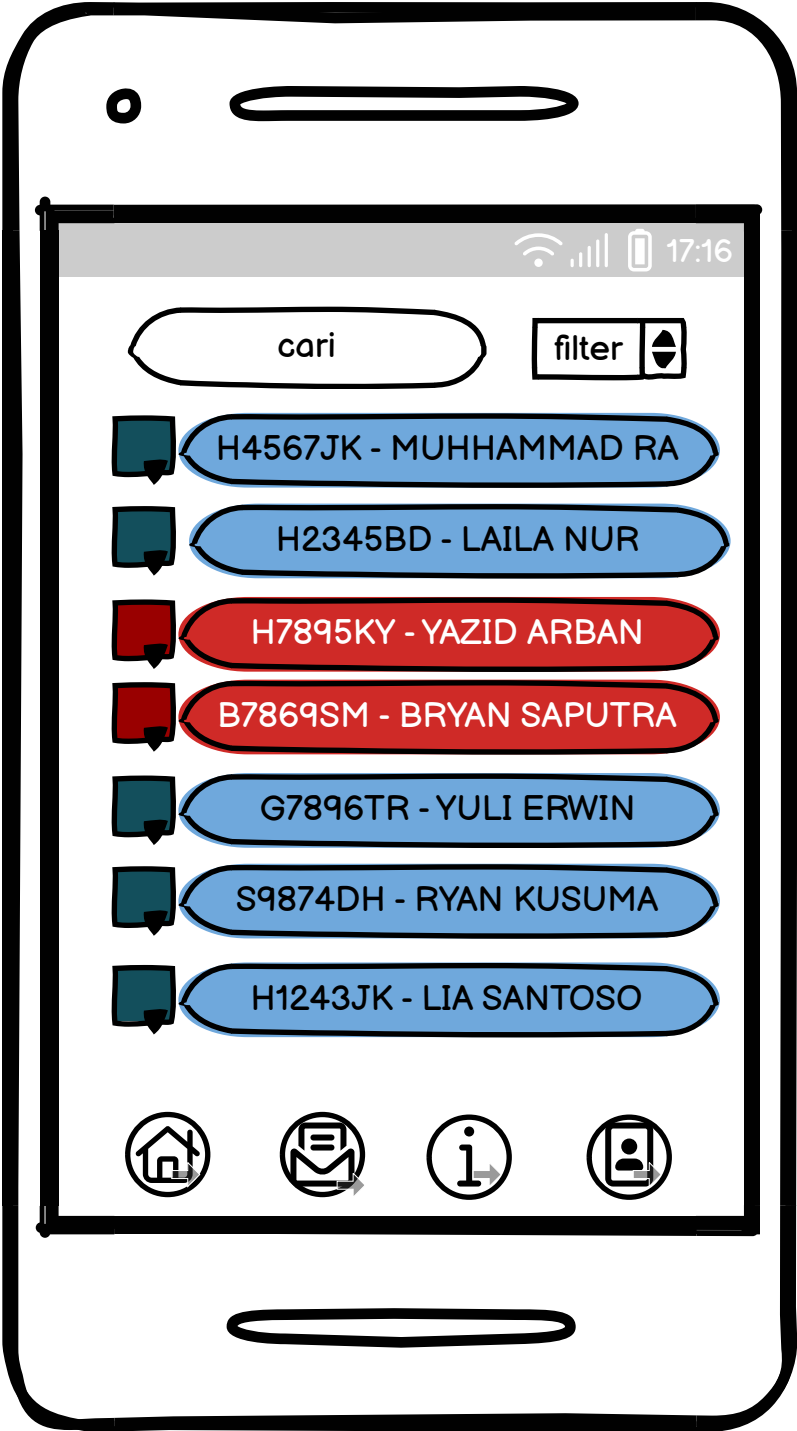 17:16
cari
filter
H4567JK - MUHHAMMAD RA
H2345BD - LAILA NUR
H7895KY - YAZID ARBAN
B7869SM - BRYAN SAPUTRA
G7896TR - YULI ERWIN
S9874DH - RYAN KUSUMA
H1243JK - LIA SANTOSO